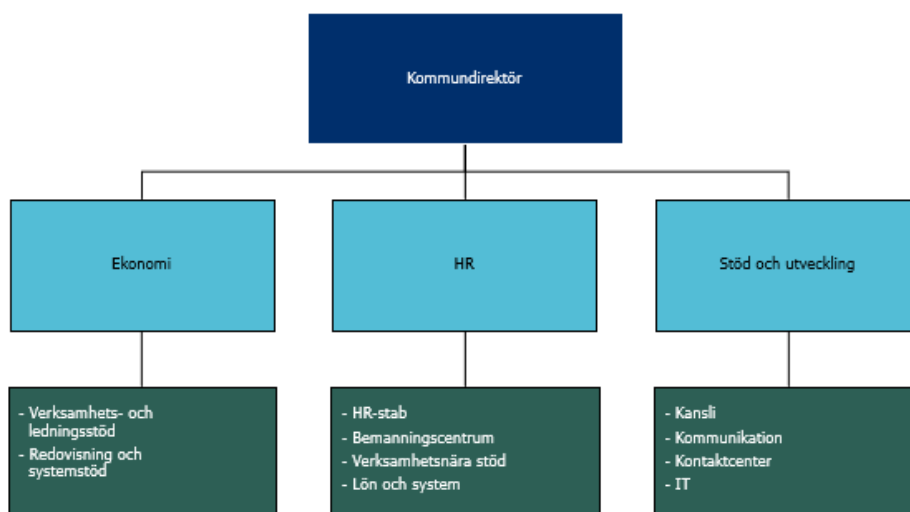 Kommundirektör
Ekonomi
HR
Stöd och utveckling
- Verksamhets- och
ledningsstöd
- Redovisning och
systemstöd
- HR-stab
- Bemanningscentrum
- Verksamhetsnära stöd
- Lön och system
- Kansli
- Kommunikation
- Kontaktcenter
- IT